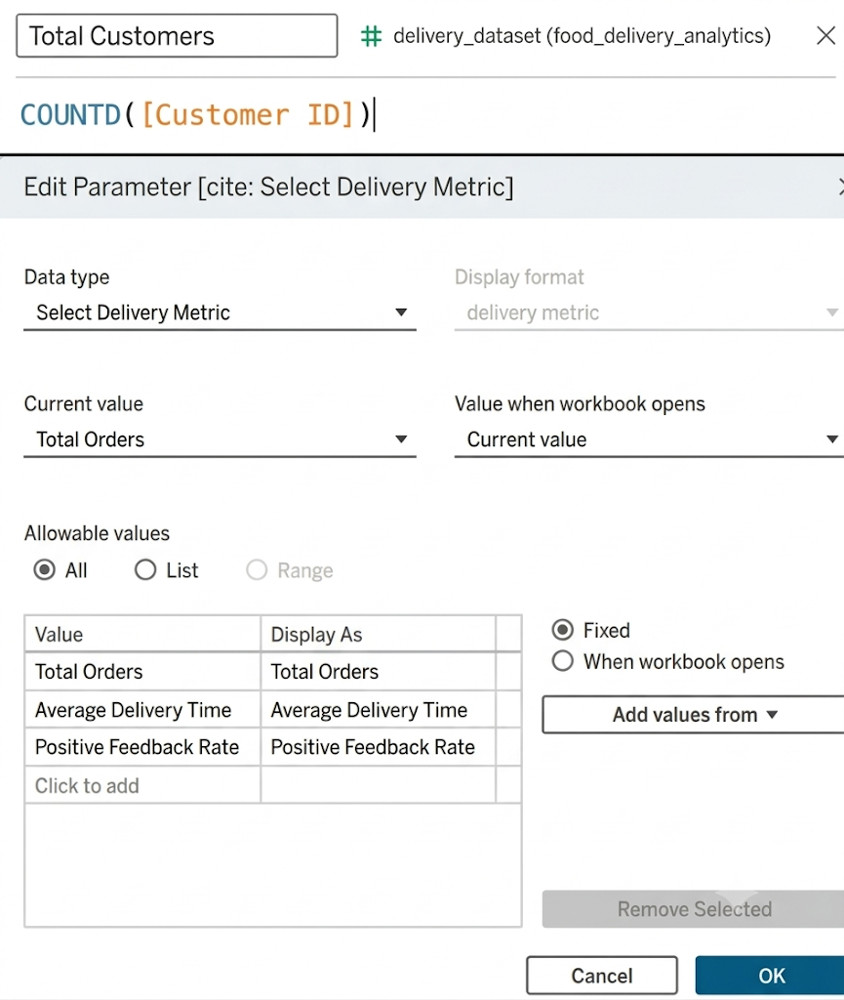 Total Customers # delivery_dataset (food_delivery_analytics)
COUNTD([Customer ID])
Edit Parameter [cite: Select Delivery Metric]
Data type Display format
Select Delivery Metric delivery metric
Current value Value when workbook opens
Total Orders Current value
Allowable values
All List Range
Value Display As Fixed
Total Orders Total Orders When workbook opens
Average Delivery Time Average Delivery Time Add values from
Positive Feedback Rate Positive Feedback Rate
Click to add
Remove Selected
Cancel OK